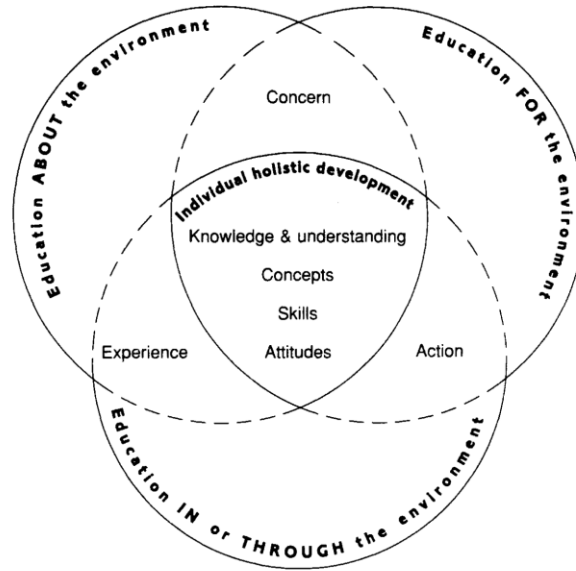 Education ABOUT the environment
Education FOR the environment
Concern
Individual holistic development
Knowledge & understanding
Concepts
Skills
Experience
Attitudes
Action
Education IN or THROUGH the environment